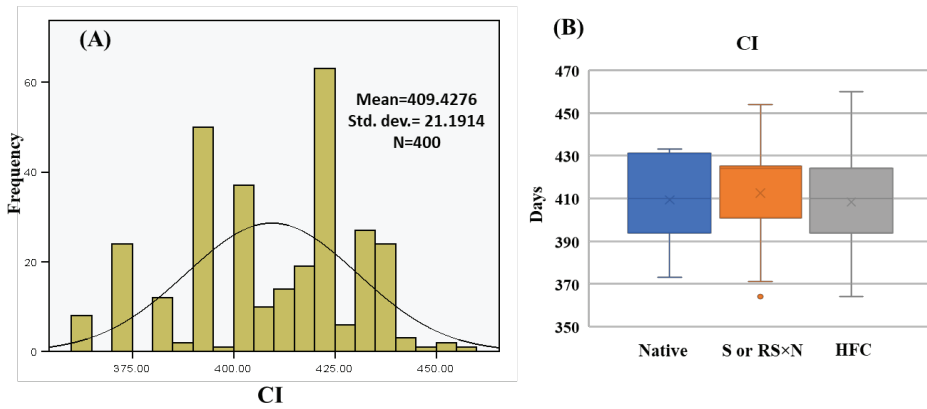 (A)
Mean=409.4276
Std. dev.= 21.1914
N=400
Frequency
60
40
20
0
375.00 400.00 425.00 450.00
CI
(B)
CI
Days
470
450
430
410
390
370
350
Native S or RS×N HFC